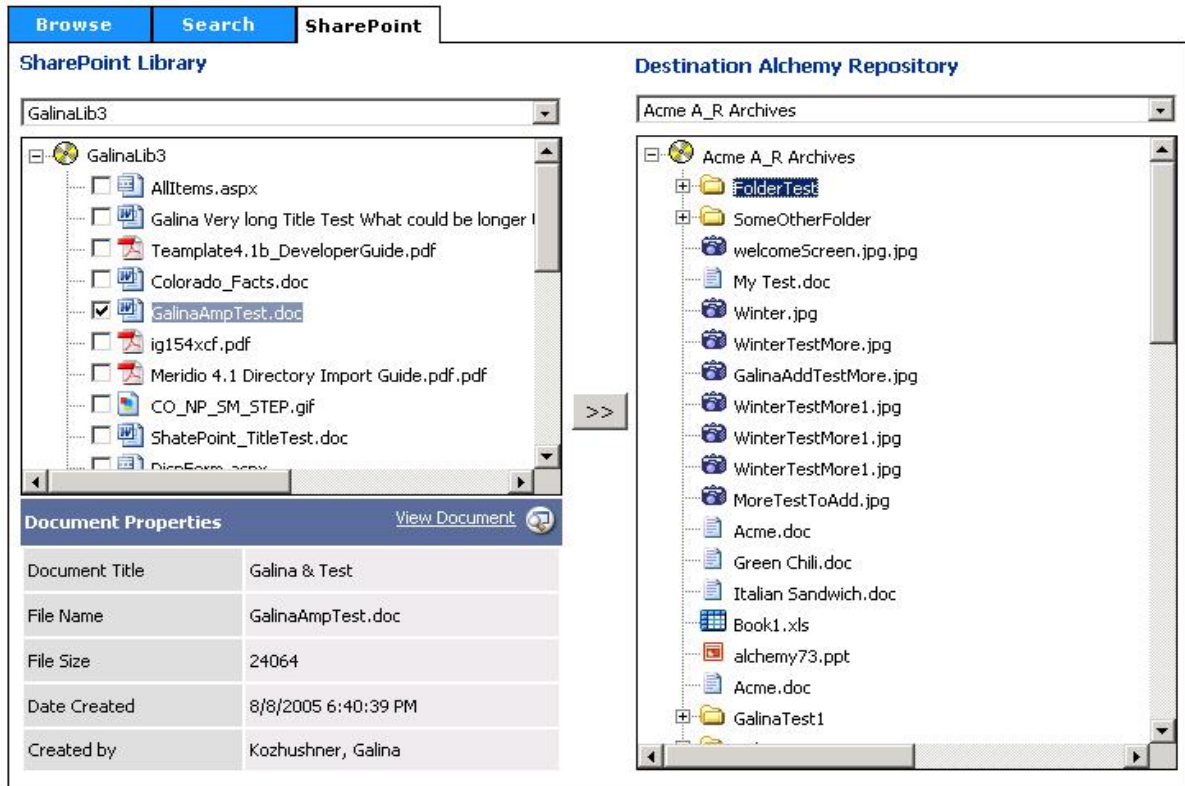 Browse
Search
SharePoint
SharePoint Library
GalinaLib3
GalinaLib3
AllItems.aspx
Galina Very long Title Test What could be longer
Teamplate4.1b_DeveloperGuide.pdf
Colorado_Facts.doc
GalinaAmpTest.doc
ig154xcf.pdf
Meridio 4.1 Directory Import Guide.pdf.pdf
CO_NP_SM_STEP.gif
ShatePoint_TitleTest.doc
DispForm.aspx
>>
Document Properties
View Document
Document Title
Galina & Test
File Name
GalinaAmpTest.doc
File Size
24064
Date Created
8/8/2005 6:40:39 PM
Created by
Kozhushner, Galina
Destination Alchemy Repository
Acme A_R Archives
Acme A_R Archives
FolderTest
SomeOtherFolder
welcomeScreen.jpg.jpg
My Test.doc
Winter.jpg
WinterTestMore.jpg
GalinaAddTestMore.jpg
WinterTestMore1.jpg
WinterTestMore1.jpg
WinterTestMore1.jpg
MoreTestToAdd.jpg
Acme.doc
Green Chili.doc
Italian Sandwich.doc
Book1.xls
alchemy73.ppt
Acme.doc
GalinaTest1